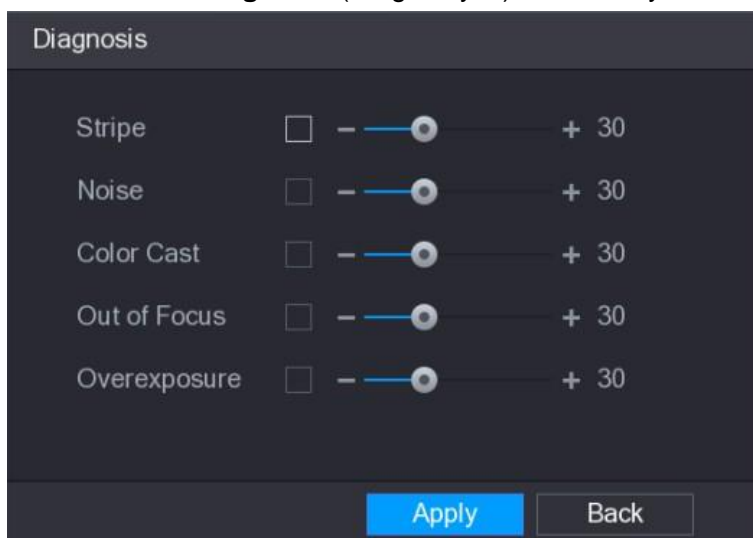 Diagnosis
Stripe - + 30
Noise - + 30
Color Cast - + 30
Out of Focus - + 30
Overexposure - + 30
Apply Back